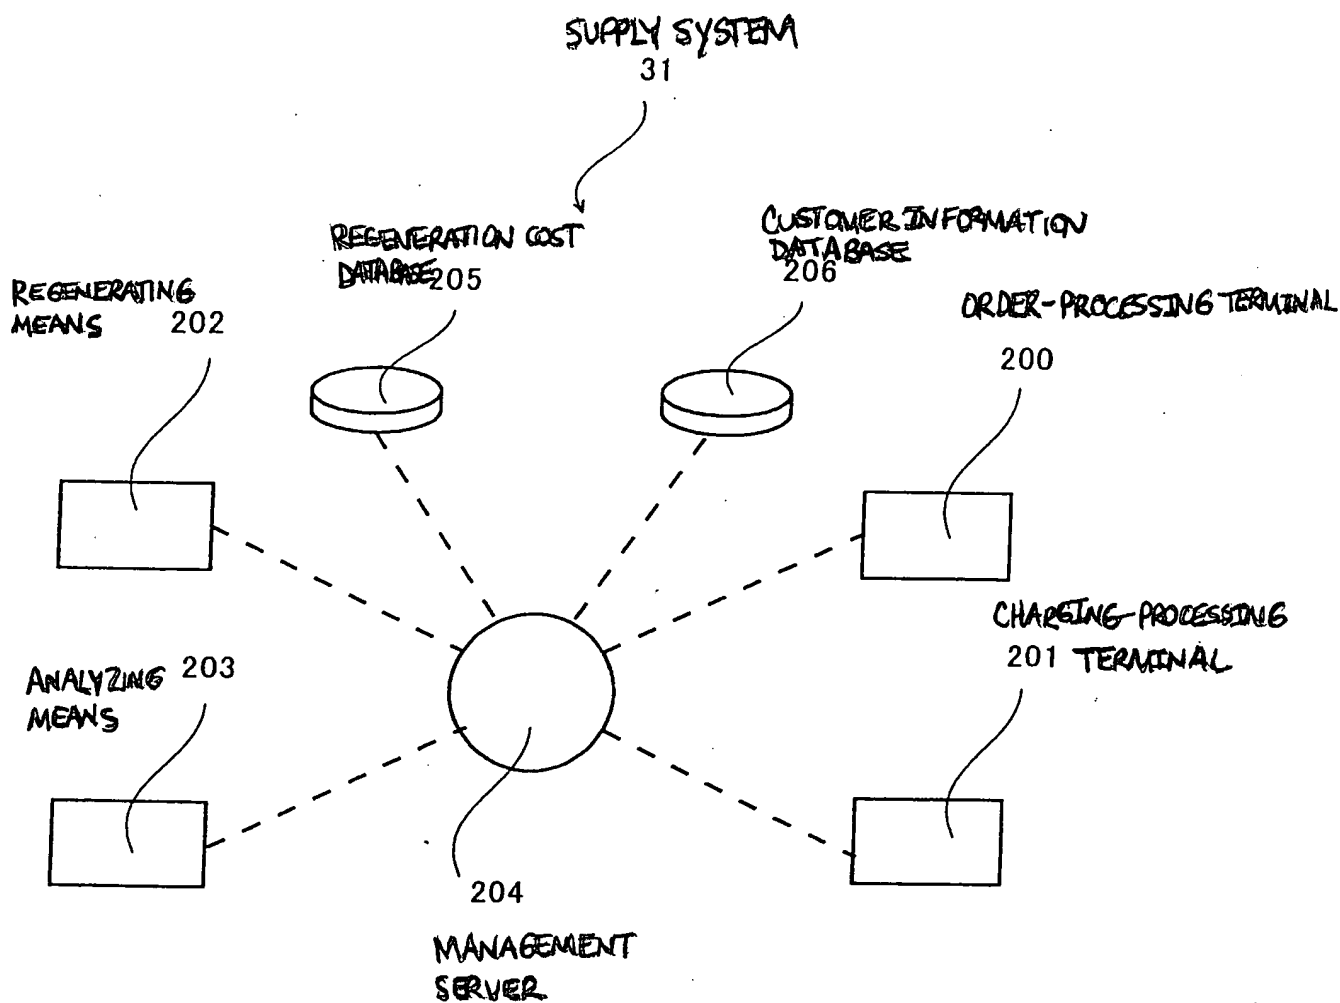 SUPPLY SYSTEM
31
REGENERATION COST
DATABASE 205
CUSTOMER INFORMATION
DATABASE
206
REGENERATING
MEANS 202
ORDER-PROCESSING TERMINAL
200
CHARGING-PROCESSING
201 TERMINAL
ANALYZING 203
MEANS
204
MANAGEMENT
SERVER